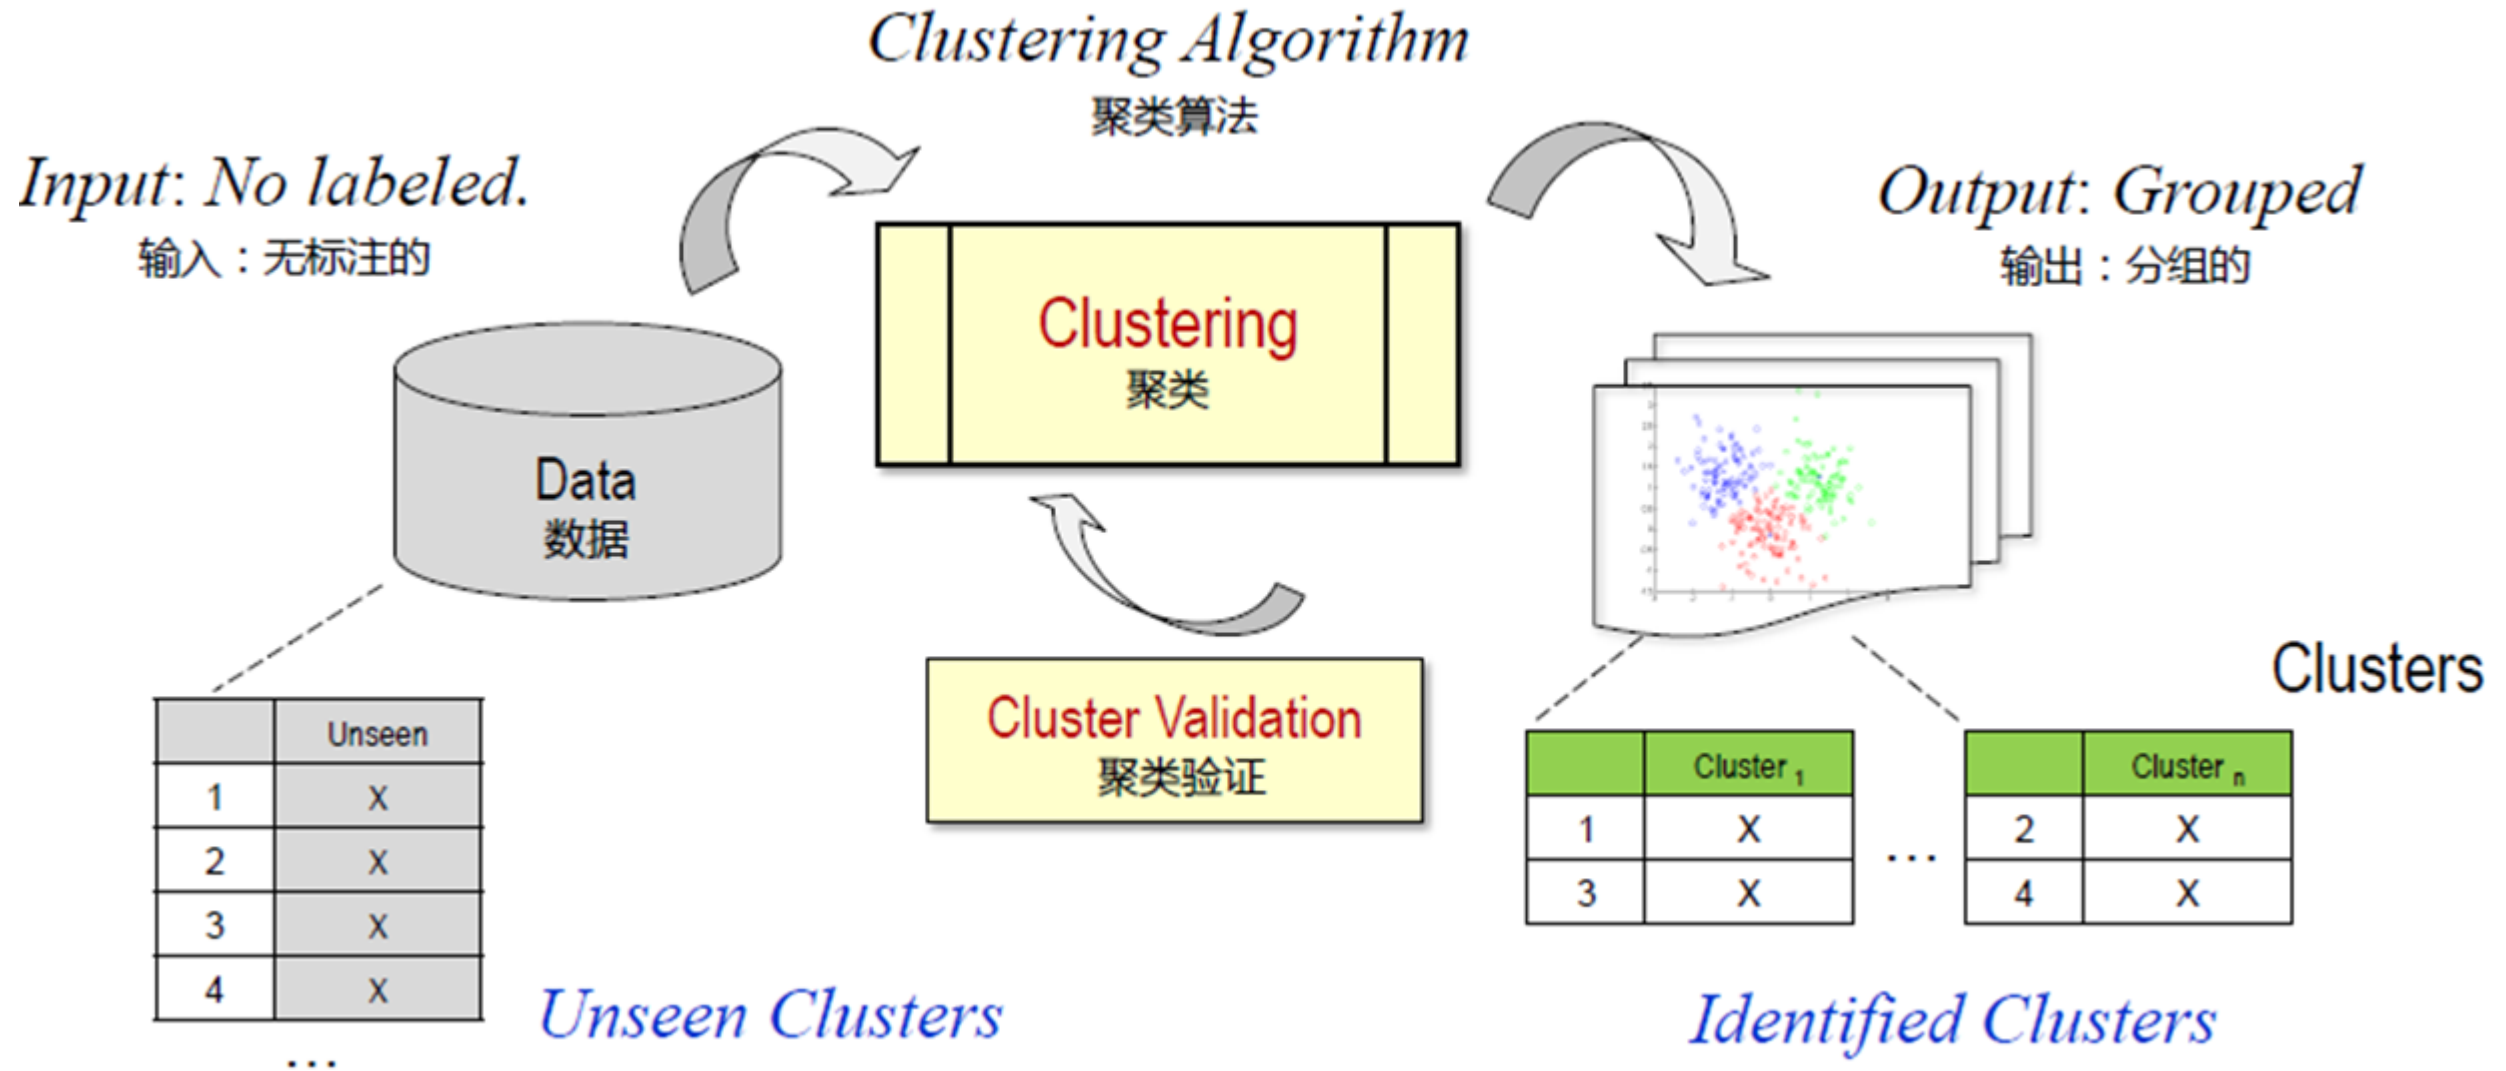 Clustering Algorithm
聚类算法
Input: No labeled.
输入：无标注的
Output: Grouped
输出：分组的
Clustering
聚类
Data
数据
Cluster Validation
聚类验证
Clusters
Unseen
1 X
2 X
3 X
4 X
...
Unseen Clusters
Cluster 1
1 X
3 X
...
Cluster n
2 X
4 X
Identified Clusters